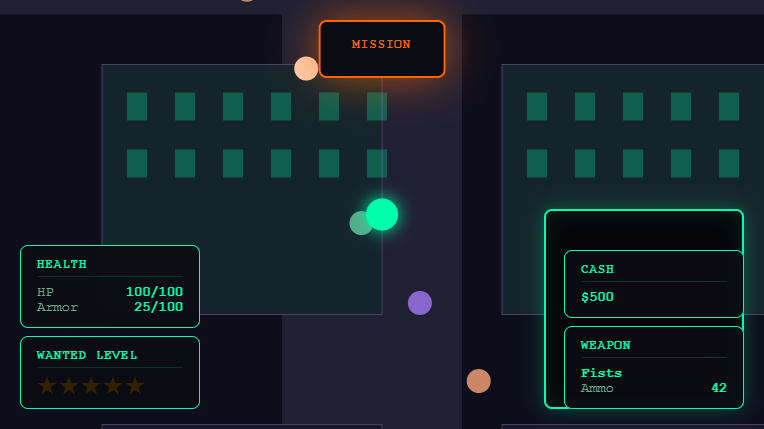 MISSION
HEALTH
HP 100/100
Armor 25/100
WANTED LEVEL
★★★★★
CASH
$500
WEAPON
Fists
Ammo 42